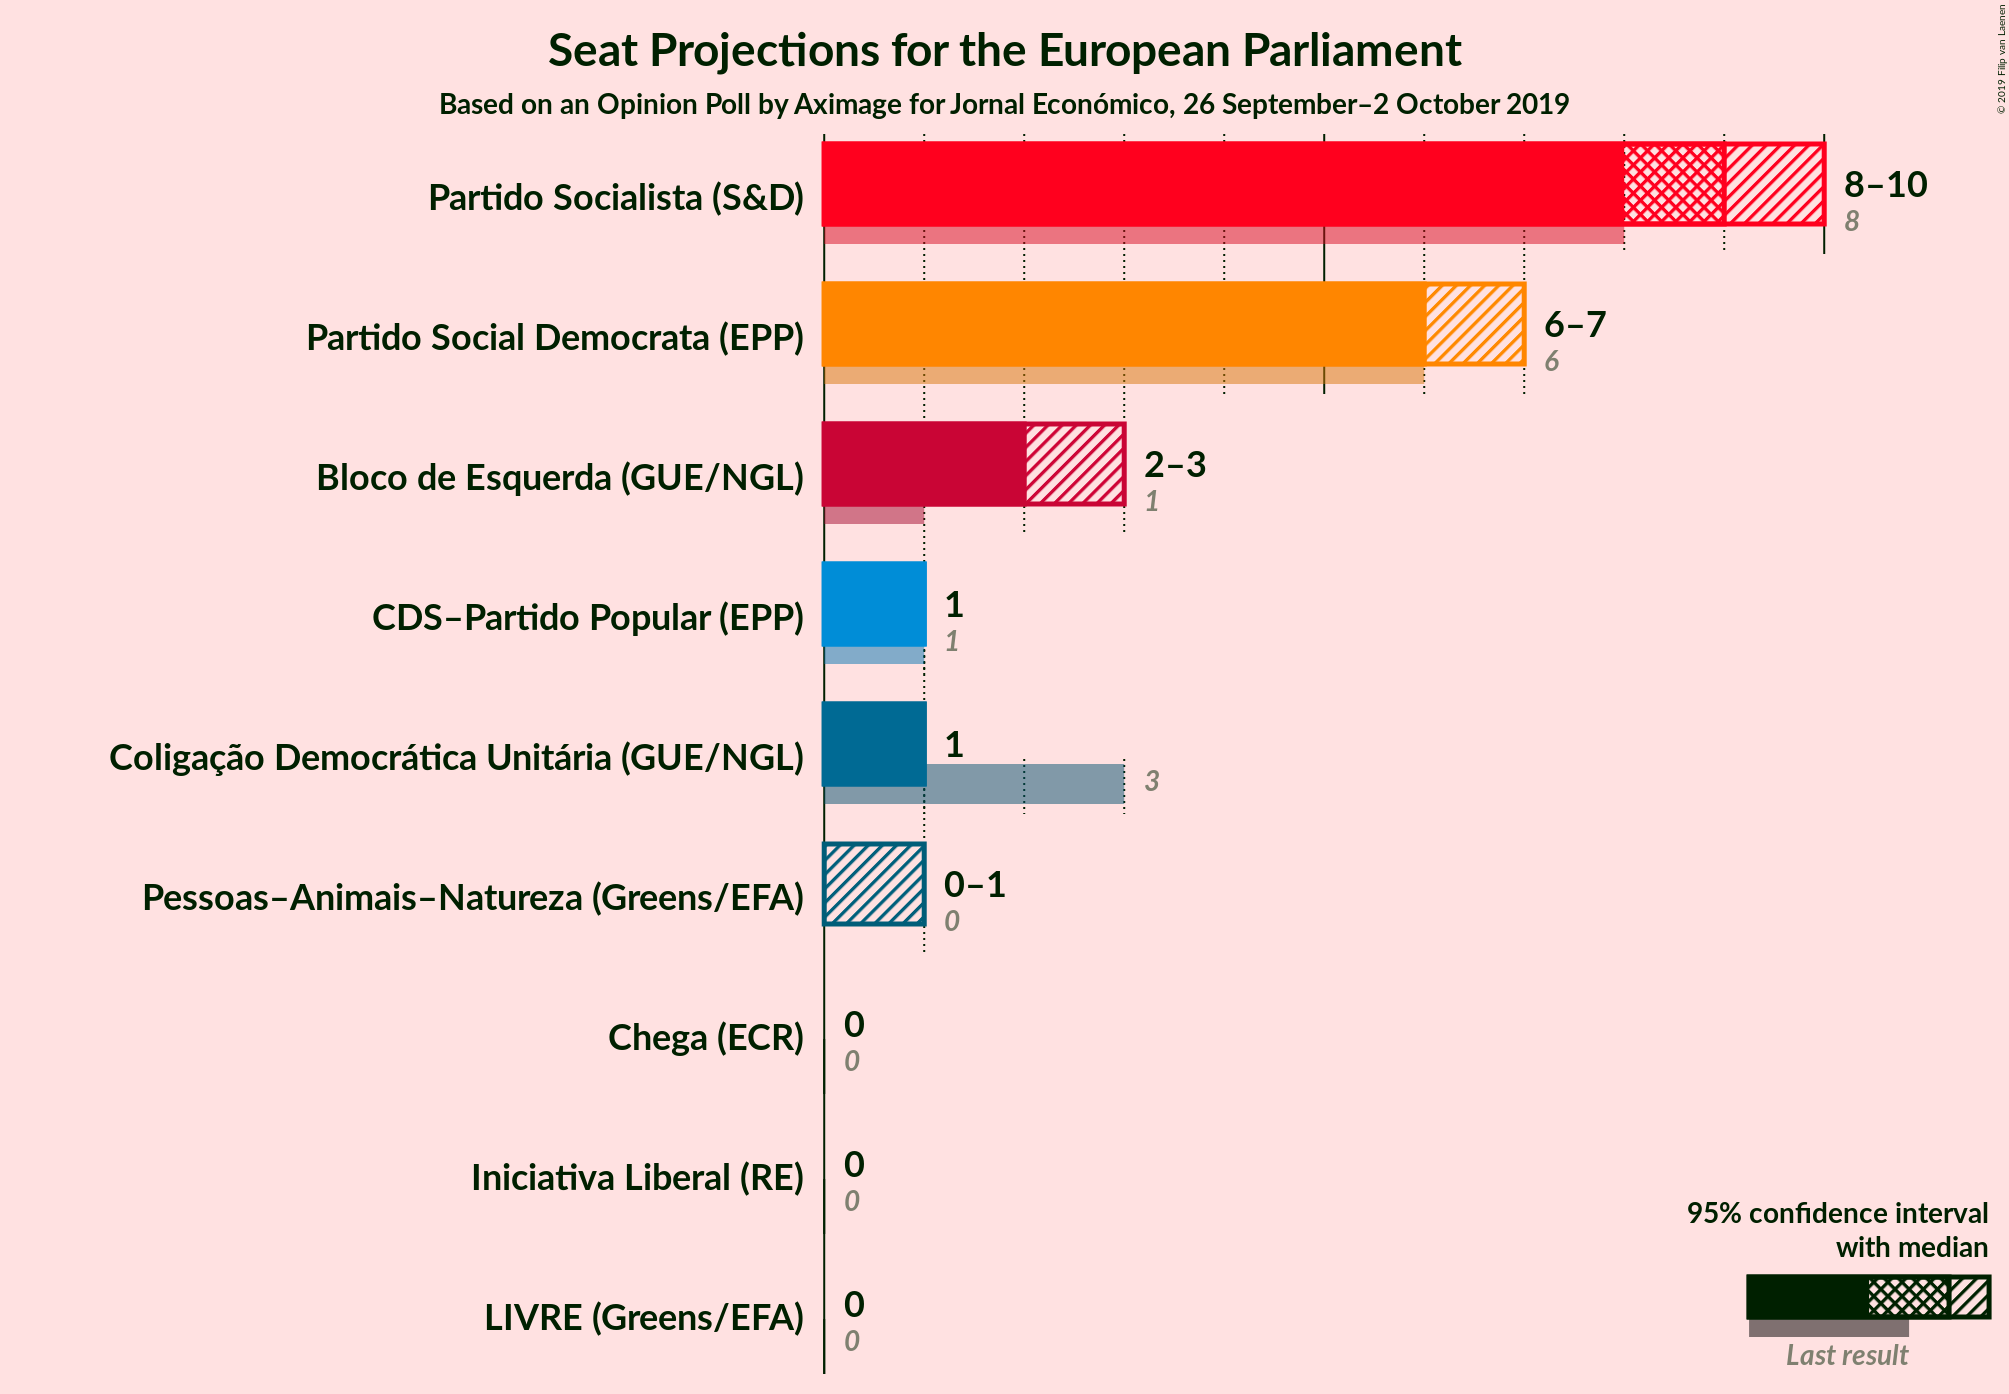 Seat Projections for the European Parliament
Based on an Opinion Poll by Aximage for Jornal Económico, 26 September–2 October 2019
© 2019 Filip van Laenen
Partido Socialista (S&D)
8–10
8
Partido Social Democrata (EPP)
6–7
6
Bloco de Esquerda (GUE/NGL)
2–3
1
CDS–Partido Popular (EPP)
1
1
Coligação Democrática Unitária (GUE/NGL)
1
3
Pessoas–Animais–Natureza (Greens/EFA)
0–1
0
Chega (ECR)
0
0
Iniciativa Liberal (RE)
0
0
LIVRE (Greens/EFA)
0
0
95% confidence interval
with median
Last result